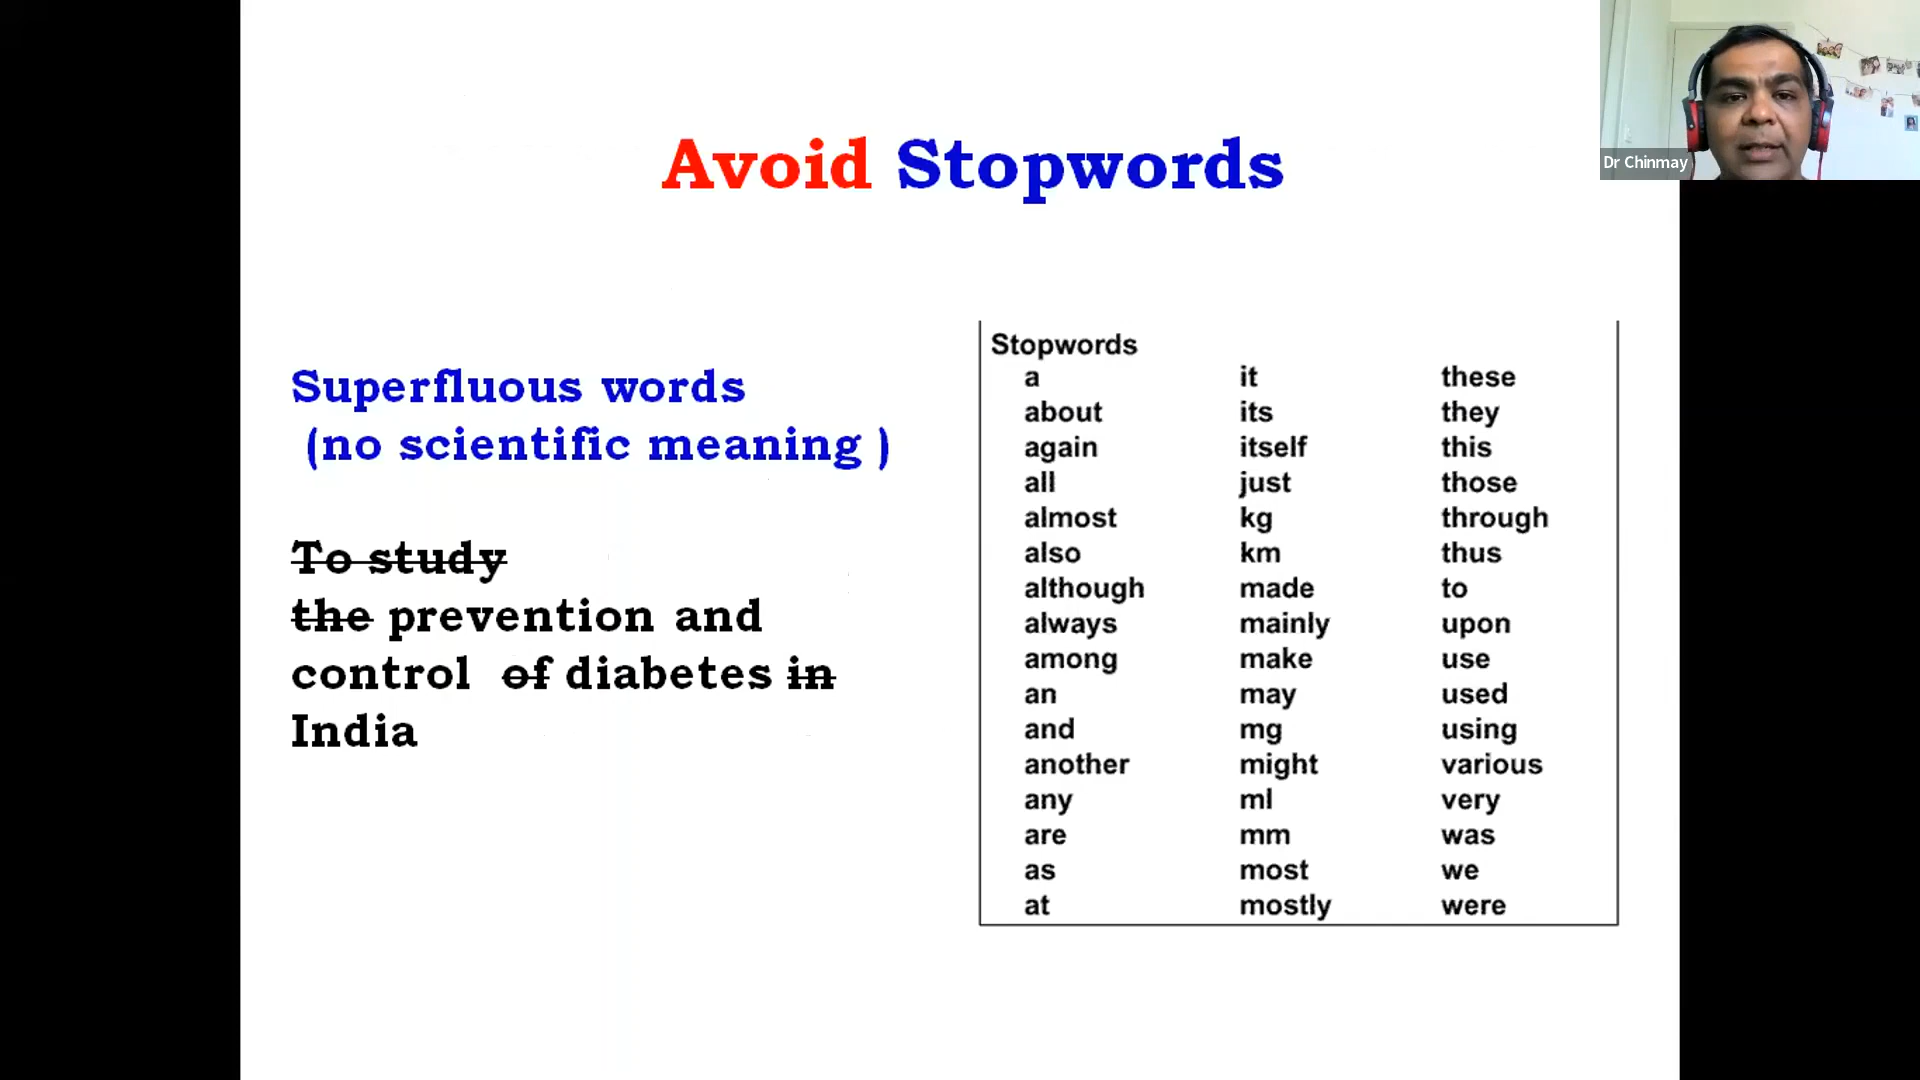 Avoid Stopwords
Dr Chinmay
Superfluous words
(no scientific meaning )
To study
the prevention and
control of diabetes in
India
Stopwords
a it these
about its they
again itself this
all just those
almost kg through
also km thus
although made to
always mainly upon
among make use
an may used
and mg using
another might various
any ml very
are mm was
as most we
at mostly were